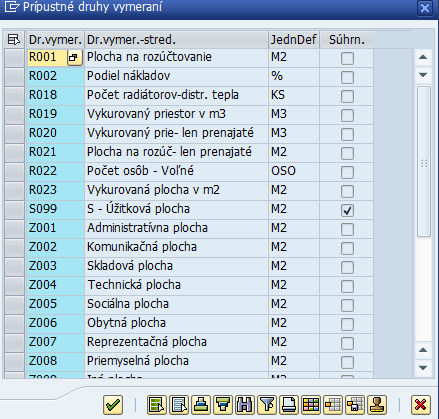 Prípustné druhy vymeraní
Dr.vymer. Dr.vymer.-stred. JednDef Súhrn.
R001 Plocha na rozúčtovanie M2
R002 Podiel nákladov %
R018 Počet radiátorov-distr. tepla KS
R019 Vykurovaný priestor v m3 M3
R020 Vykurovaný prie- len prenajaté M3
R021 Plocha na rozúč- len prenajaté M2
R022 Počet osôb - Voľné OSO
R023 Vykurovaná plocha v m2 M2
S099 S - Úžitková plocha M2
Z001 Administratívna plocha M2
Z002 Komunikačná plocha M2
Z003 Skladová plocha M2
Z004 Technická plocha M2
Z005 Sociálna plocha M2
Z006 Obytná plocha M2
Z007 Reprezentačná plocha M2
Z008 Priemyselná plocha M2
Z009 Iná plocha M2